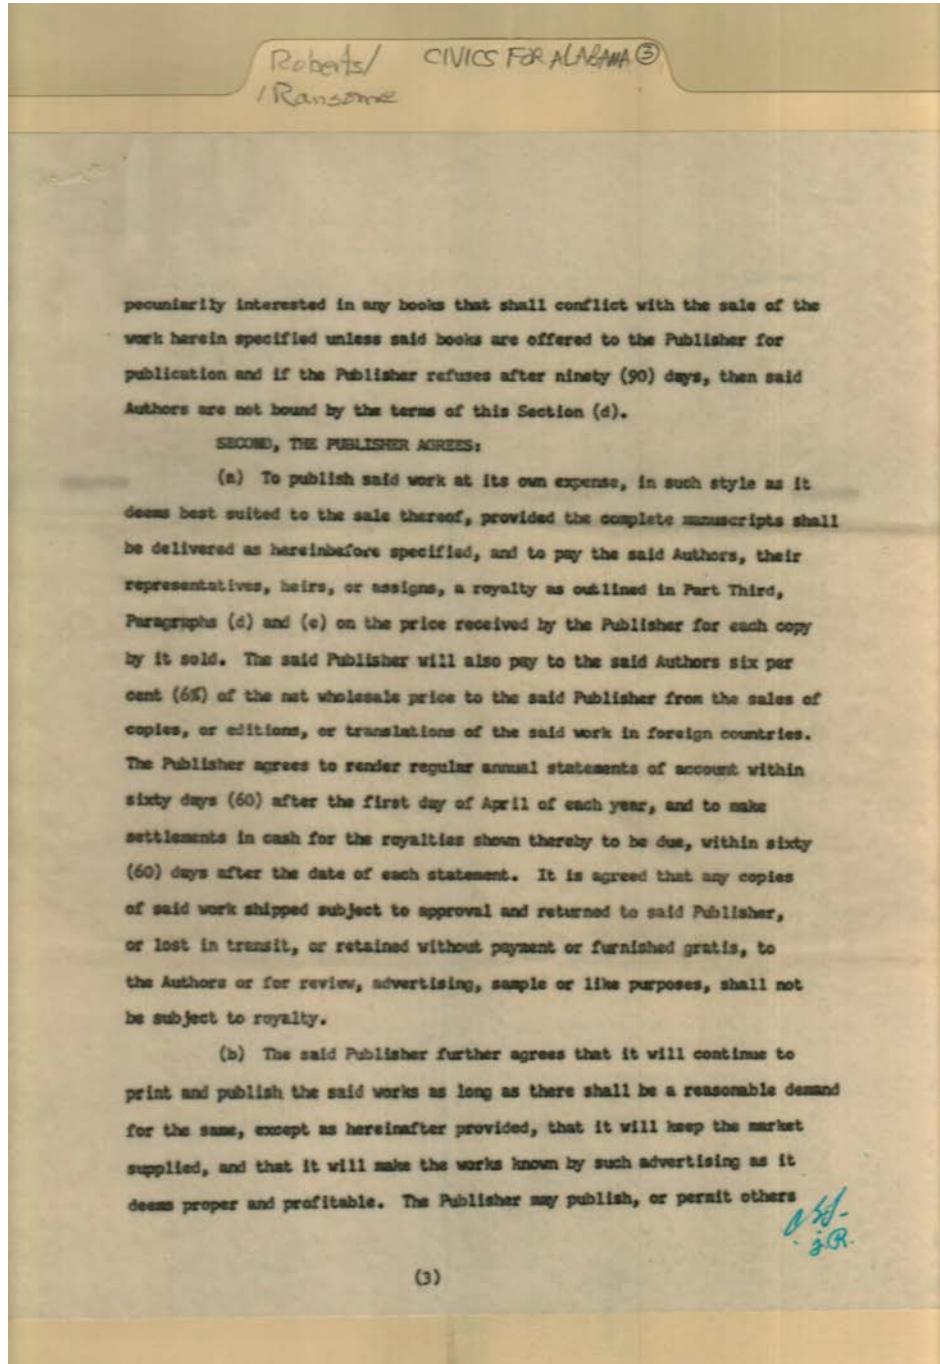 Roberts/ CIVICS FOR ALABAMA ③
/Ransome
pecuniarily interested in any books that shall conflict with the sale of the
work herein specified unless said books are offered to the Publisher for
publication and if the Publisher refuses after ninety (90) days, then said
Authors are not bound by the terms of this Section (d).
SECOND, THE PUBLISHER AGREES:
(a) To publish said work at its own expense, in such style as it
deems best suited to the sale thereof, provided the complete manuscripts shall
be delivered as hereinbefore specified, and to pay the said Authors, their
representatives, heirs, or assigns, a royalty as outlined in Part Third,
Paragraphs (d) and (e) on the price received by the Publisher for each copy
by it sold. The said Publisher will also pay to the said Authors six per
cent (6%) of the net wholesale price to the said Publisher from the sales of
copies, or editions, or translations of the said work in foreign countries.
The Publisher agrees to render regular annual statements of account within
sixty days (60) after the first day of April of each year, and to make
settlements in cash for the royalties shown thereby to be due, within sixty
(60) days after the date of each statement. It is agreed that any copies
of said work shipped subject to approval and returned to said Publisher,
or lost in transit, or retained without payment or furnished gratis, to
the Authors or for review, advertising, sample or like purposes, shall not
be subject to royalty.
(b) The said Publisher further agrees that it will continue to
print and publish the said works as long as there shall be a reasonable demand
for the same, except as hereinafter provided, that it will keep the market
supplied, and that it will make the works known by such advertising as it
deems proper and profitable. The Publisher may publish, or permit others
J.R.
(3)